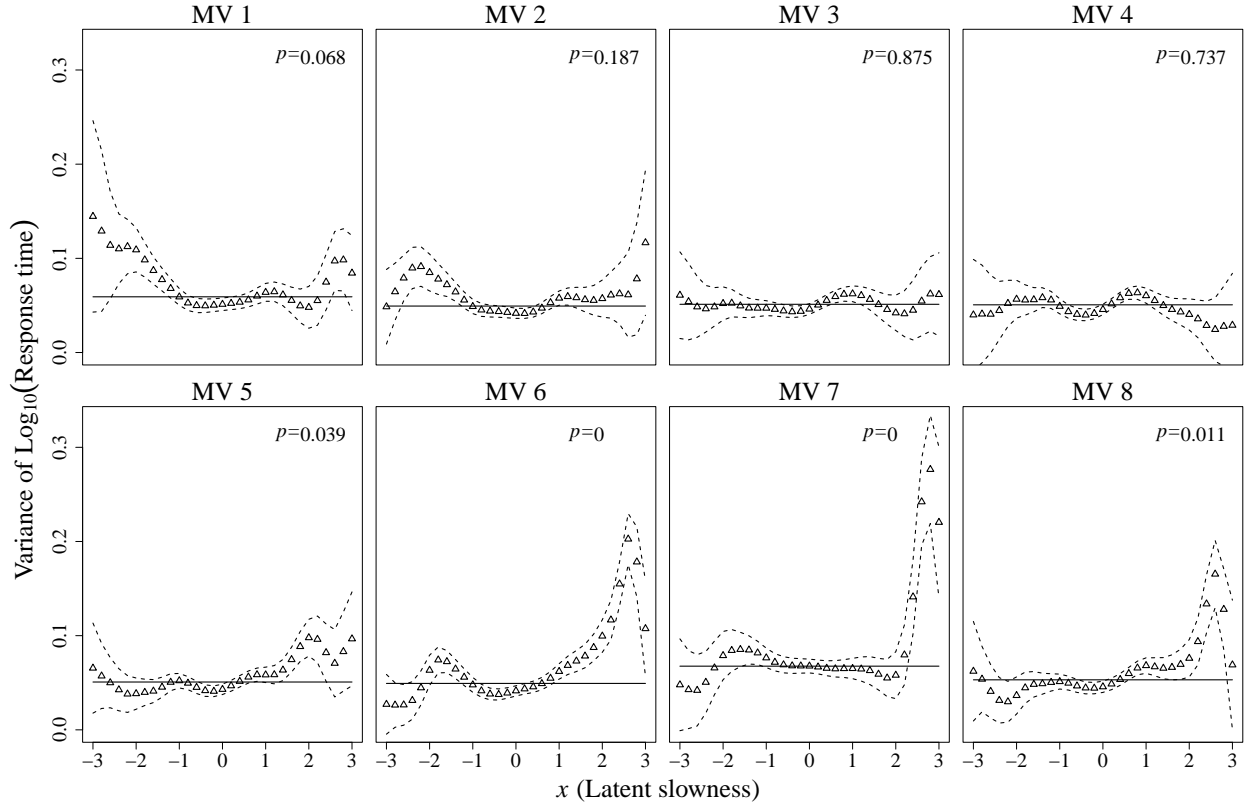 MV 1 MV 2 MV 3 MV 4
p=0.068 p=0.187 p=0.875 p=0.737
0.3
0.2
0.1
0.0
MV 5 MV 6 MV 7 MV 8
p=0.039 p=0 p=0 p=0.011
0.3
0.2
0.1
0.0
Variance of Log₁₀(Response time)
−3 −2 −1 0 1 2 3 −3 −2 −1 0 1 2 3 −3 −2 −1 0 1 2 3 −3 −2 −1 0 1 2 3
x (Latent slowness)